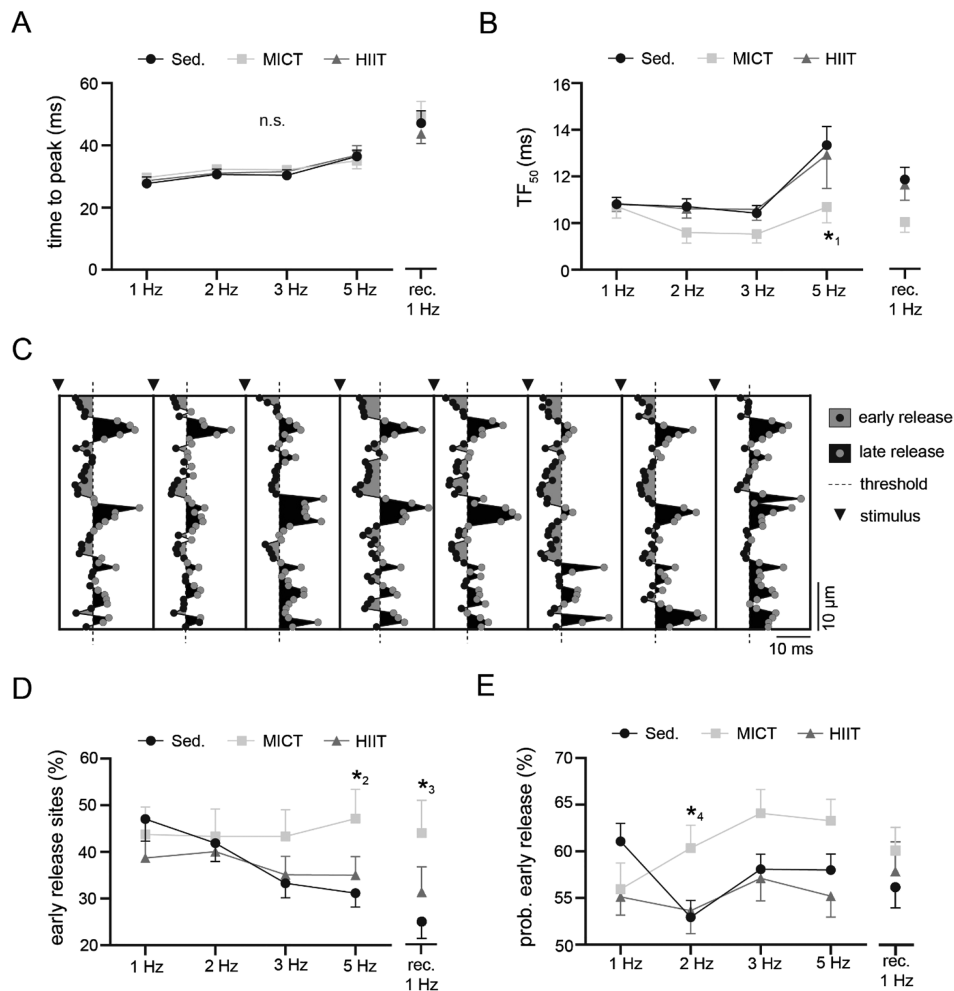 A
Sed. MICT HIIT
time to peak (ms)
60
40
20
0
n.s.
1 Hz 2 Hz 3 Hz 5 Hz rec.
1 Hz
B
Sed. MICT HIIT
TF50 (ms)
16
14
12
10
0
*1
1 Hz 2 Hz 3 Hz 5 Hz rec.
1 Hz
C
early release
late release
threshold
stimulus
10 µm
10 ms
D
Sed. MICT HIIT
early release sites (%)
60
50
40
30
20
*2 *3
1 Hz 2 Hz 3 Hz 5 Hz rec.
1 Hz
E
Sed. MICT HIIT
prob. early release (%)
70
65
60
55
50
*4
1 Hz 2 Hz 3 Hz 5 Hz rec.
1 Hz